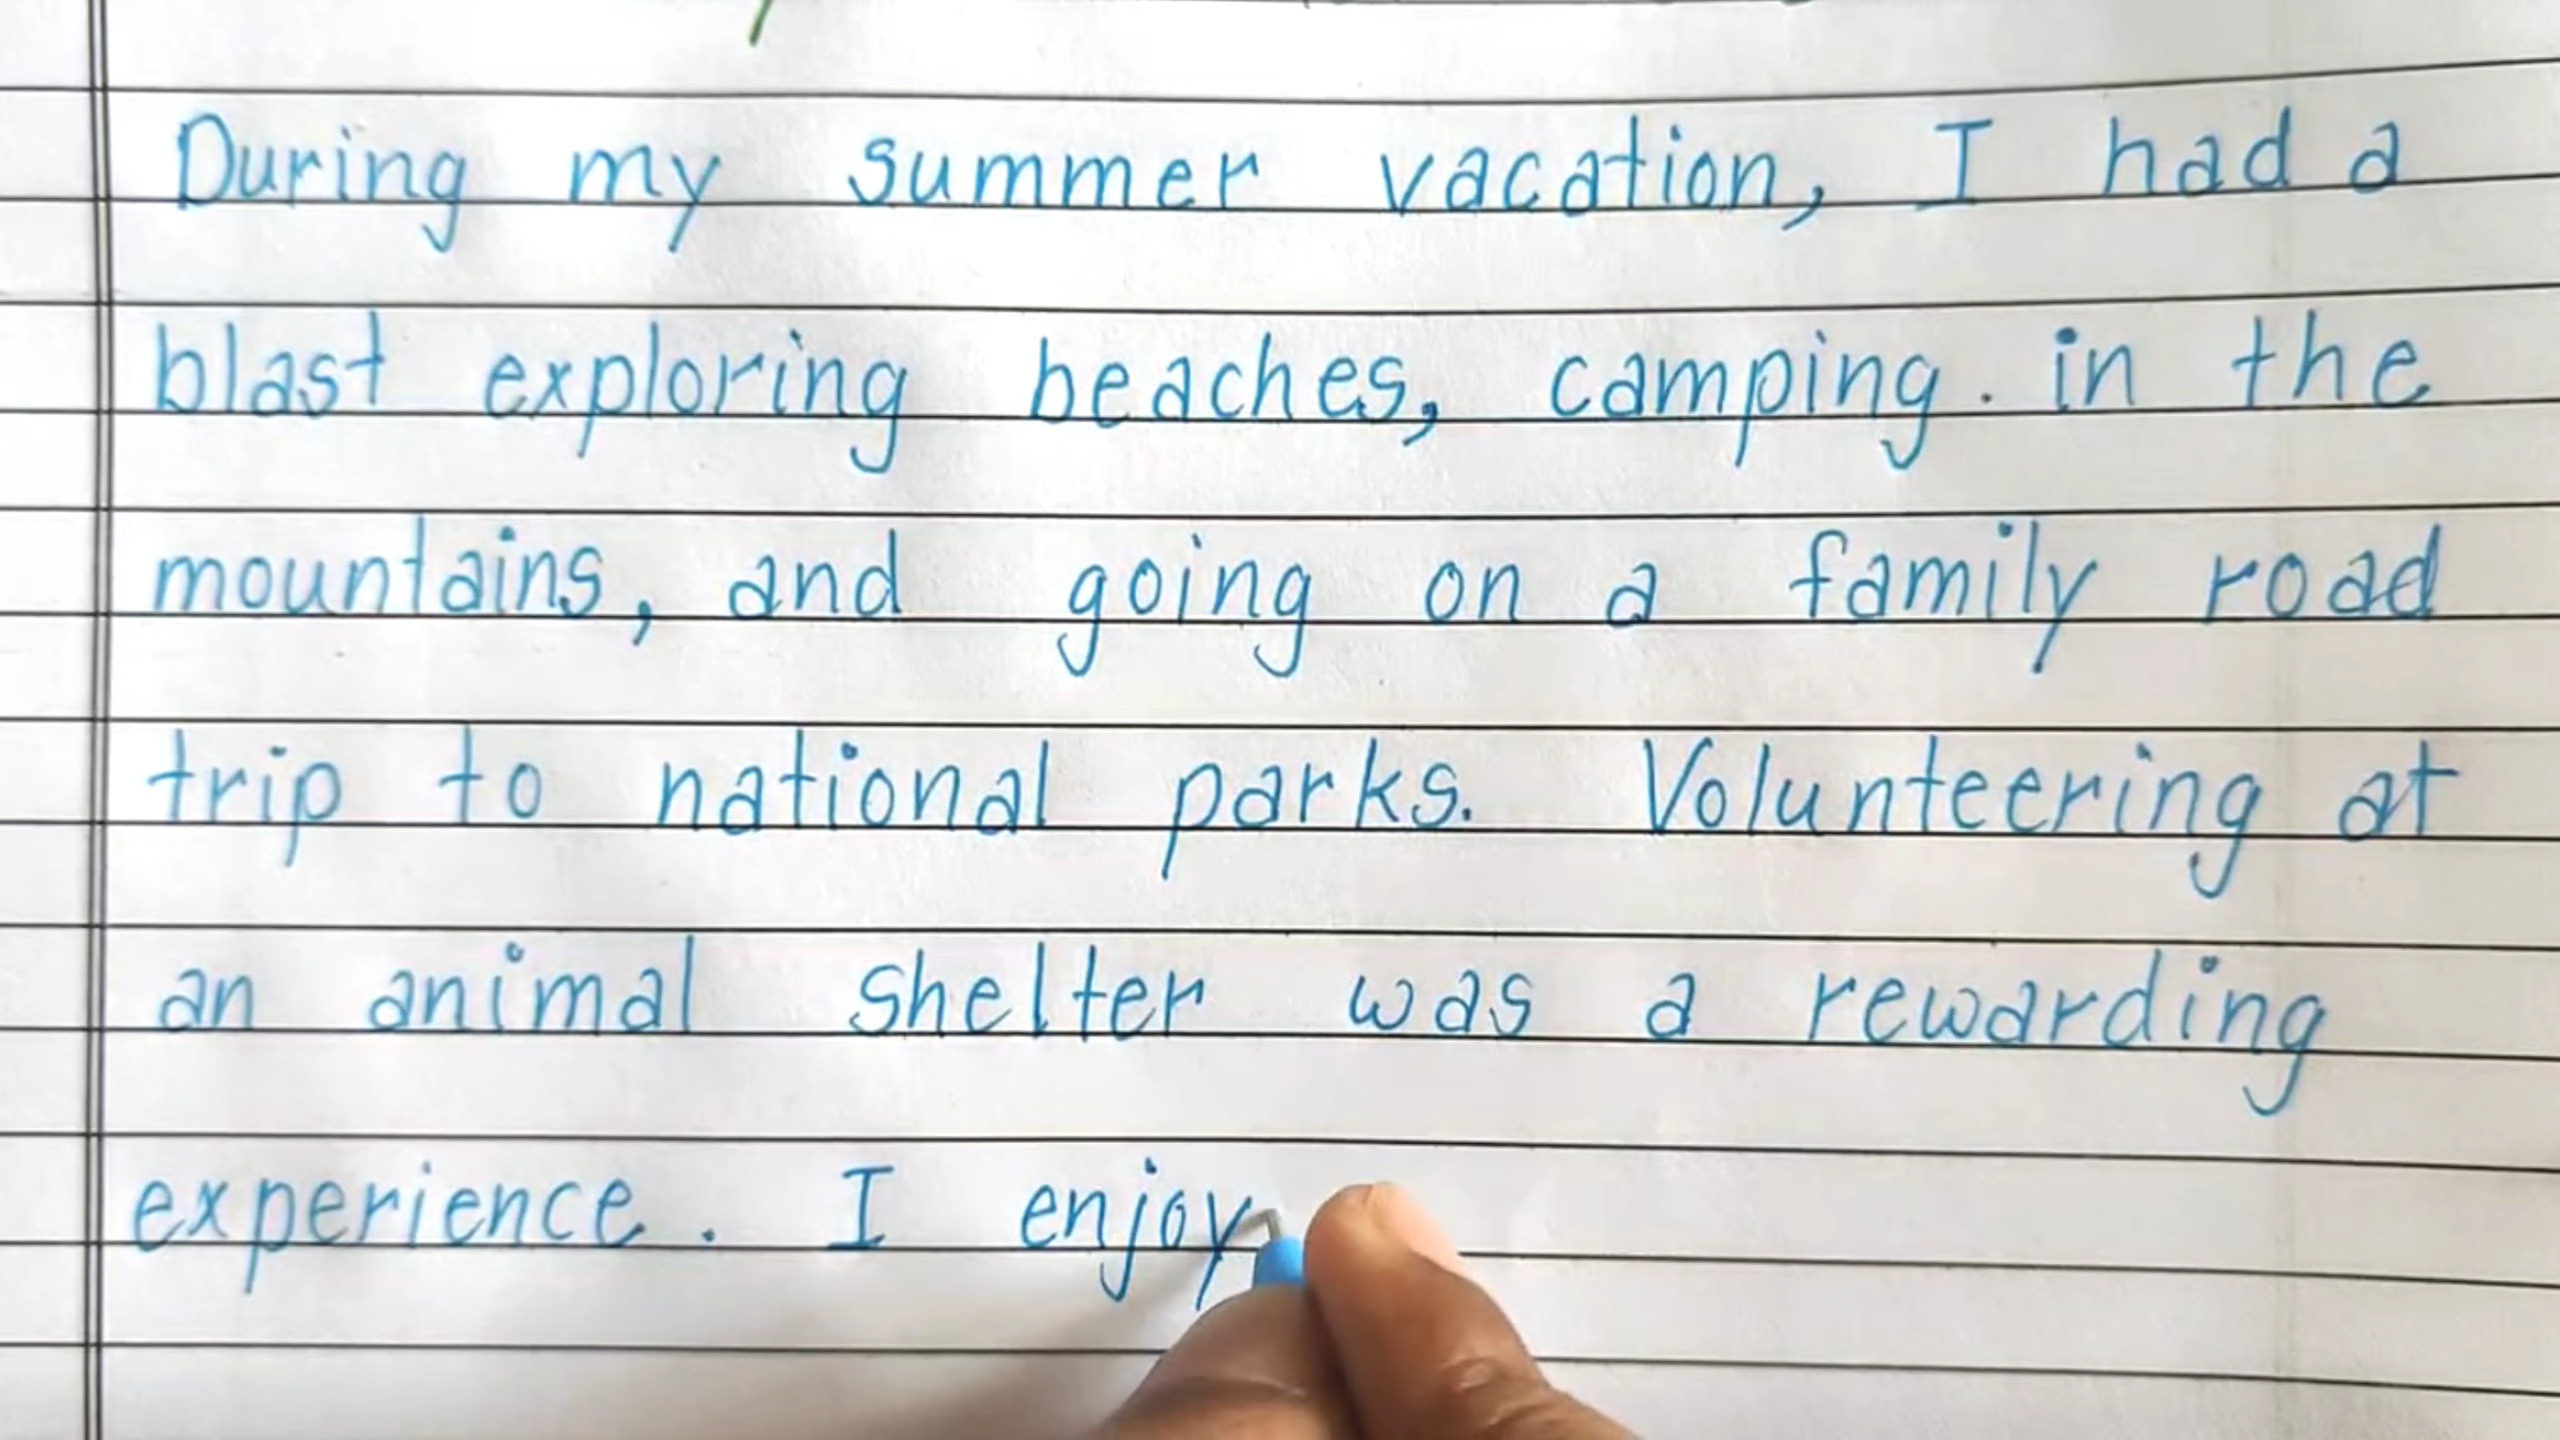 During my summer vacation, I had a
blast exploring beaches, camping. in the
mountains, and going on a family road
trip to national parks. Volunteering at
an animal shelter was a rewarding
experience. I enjoy